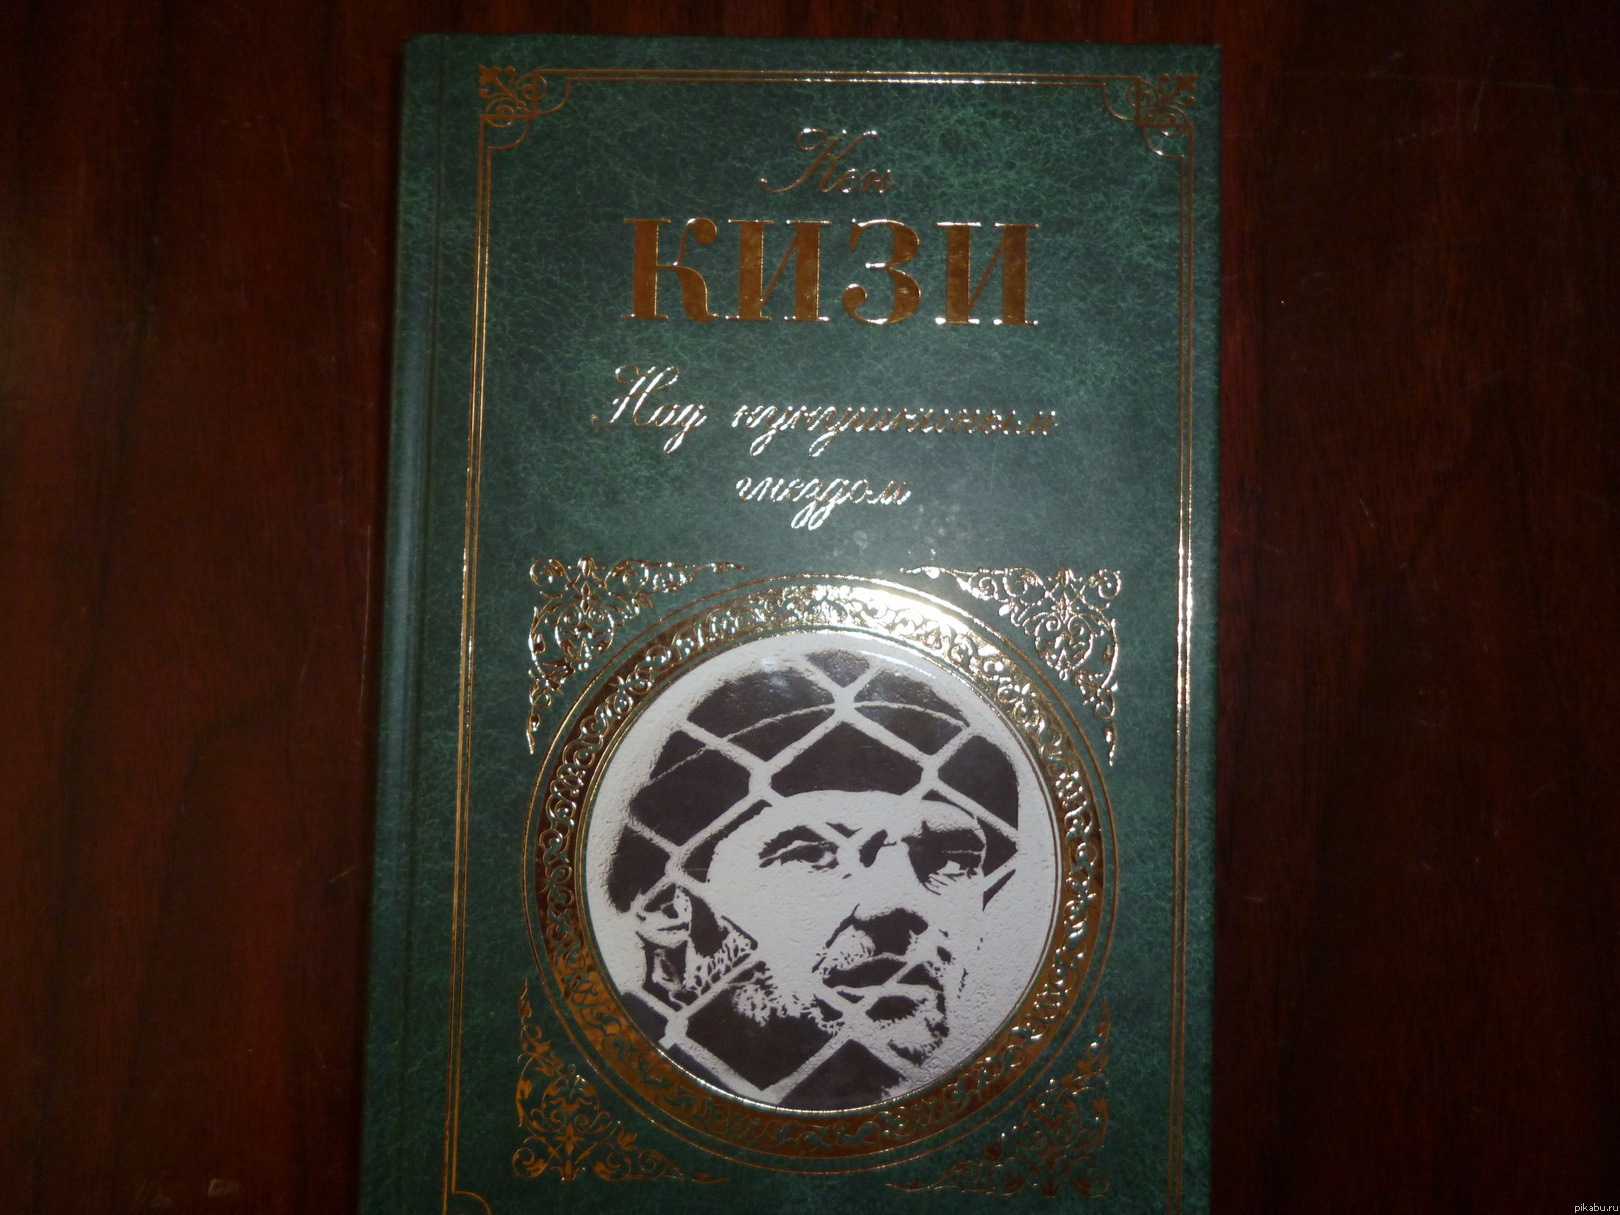 Кен
КИЗИ
Над кукушкиным
гнездом
pikabu.ru